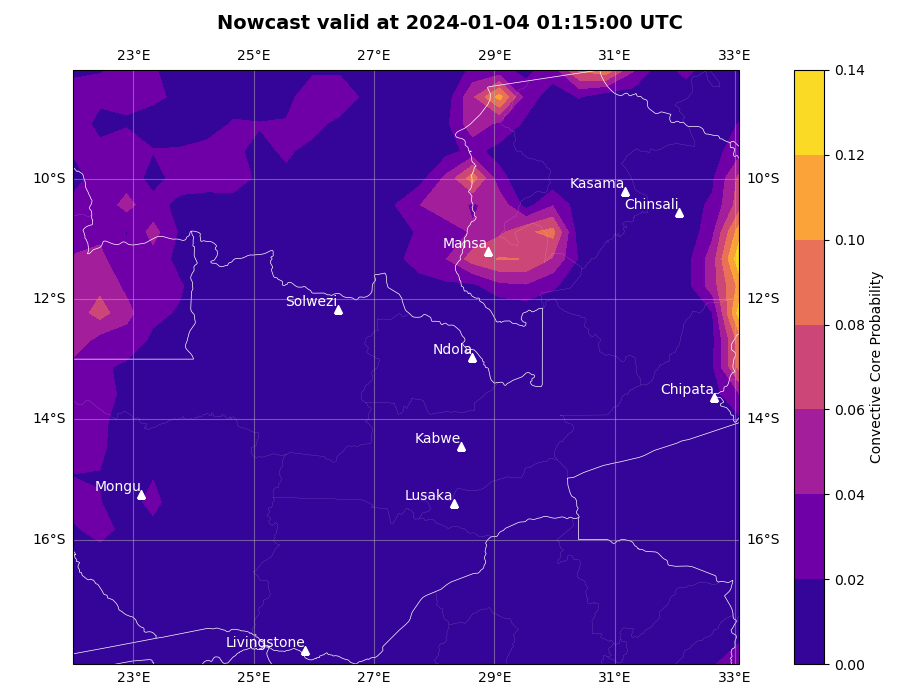 Nowcast valid at 2024-01-04 01:15:00 UTC
23°E 25°E 27°E 29°E 31°E 33°E
0.14
0.12
10°S 10°S
Kasama
Chinsali
0.10
Mansa
12°S 12°S
Solwezi
0.08
Ndola
Chipata
0.06
14°S 14°S
Kabwe
Mongu
Lusaka
0.04
16°S 16°S
0.02
Livingstone
0.00
23°E 25°E 27°E 29°E 31°E 33°E
Convective Core Probability